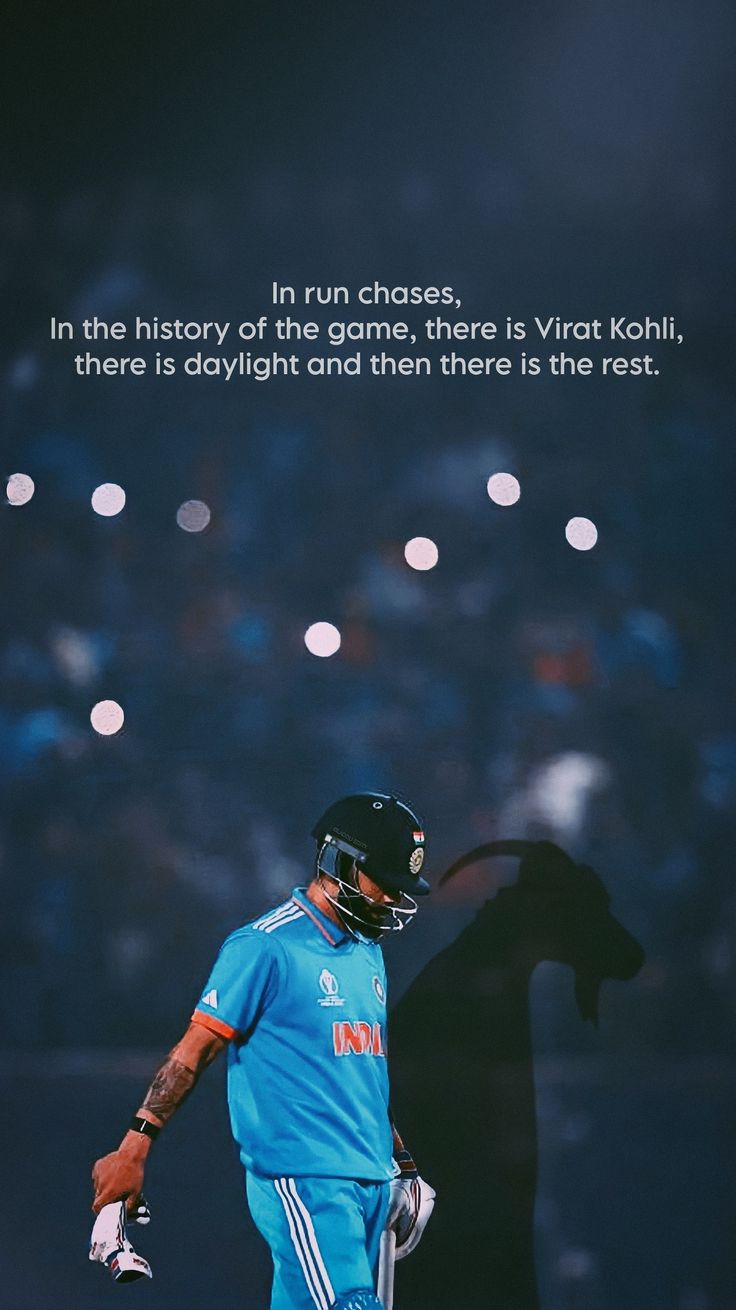 In run chases,
In the history of the game, there is Virat Kohli,
there is daylight and then there is the rest.
INDIA